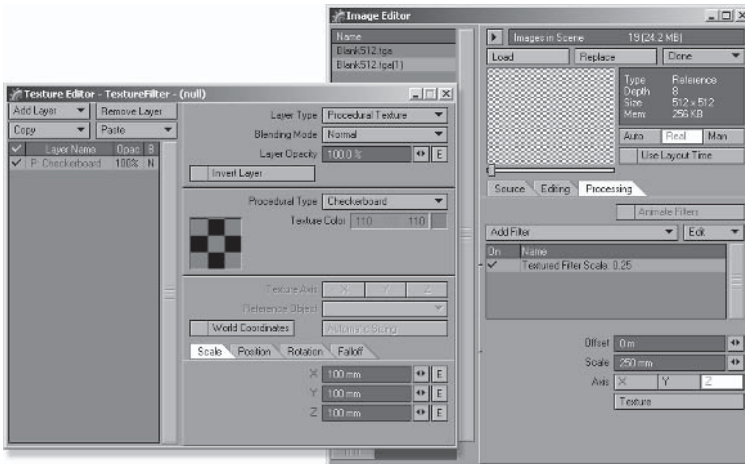 Image Editor
Name
Blank512.tga
Blank512.tga(1)
Images in Scene 19 (24.2 MB)
Load Replace Clone
Type Reference
Depth 8
Size 512 x 512
Mem 256 KB
Auto Real Man
Use Layout Time
Source Editing Processing
Animate Filters
Add Filter Edit
On Name
Textured Filter Scale: 0.25
Offset 0 m
Scale 250 mm
Axis X Y Z
Texture
Texture Editor - TextureFilter - (null)
Add Layer Remove Layer
Copy Paste
Layer Name Opac B
P: Checkerboard 100% N
Layer Type Procedural Texture
Blending Mode Normal
Layer Opacity 100.0 % E
Invert Layer
Procedural Type Checkerboard
Texture Color 110 110
Texture Axis X Y Z
Reference Object
World Coordinates Automatic Sizing
Scale Position Rotation Falloff
X 100 mm E
Y 100 mm E
Z 100 mm E